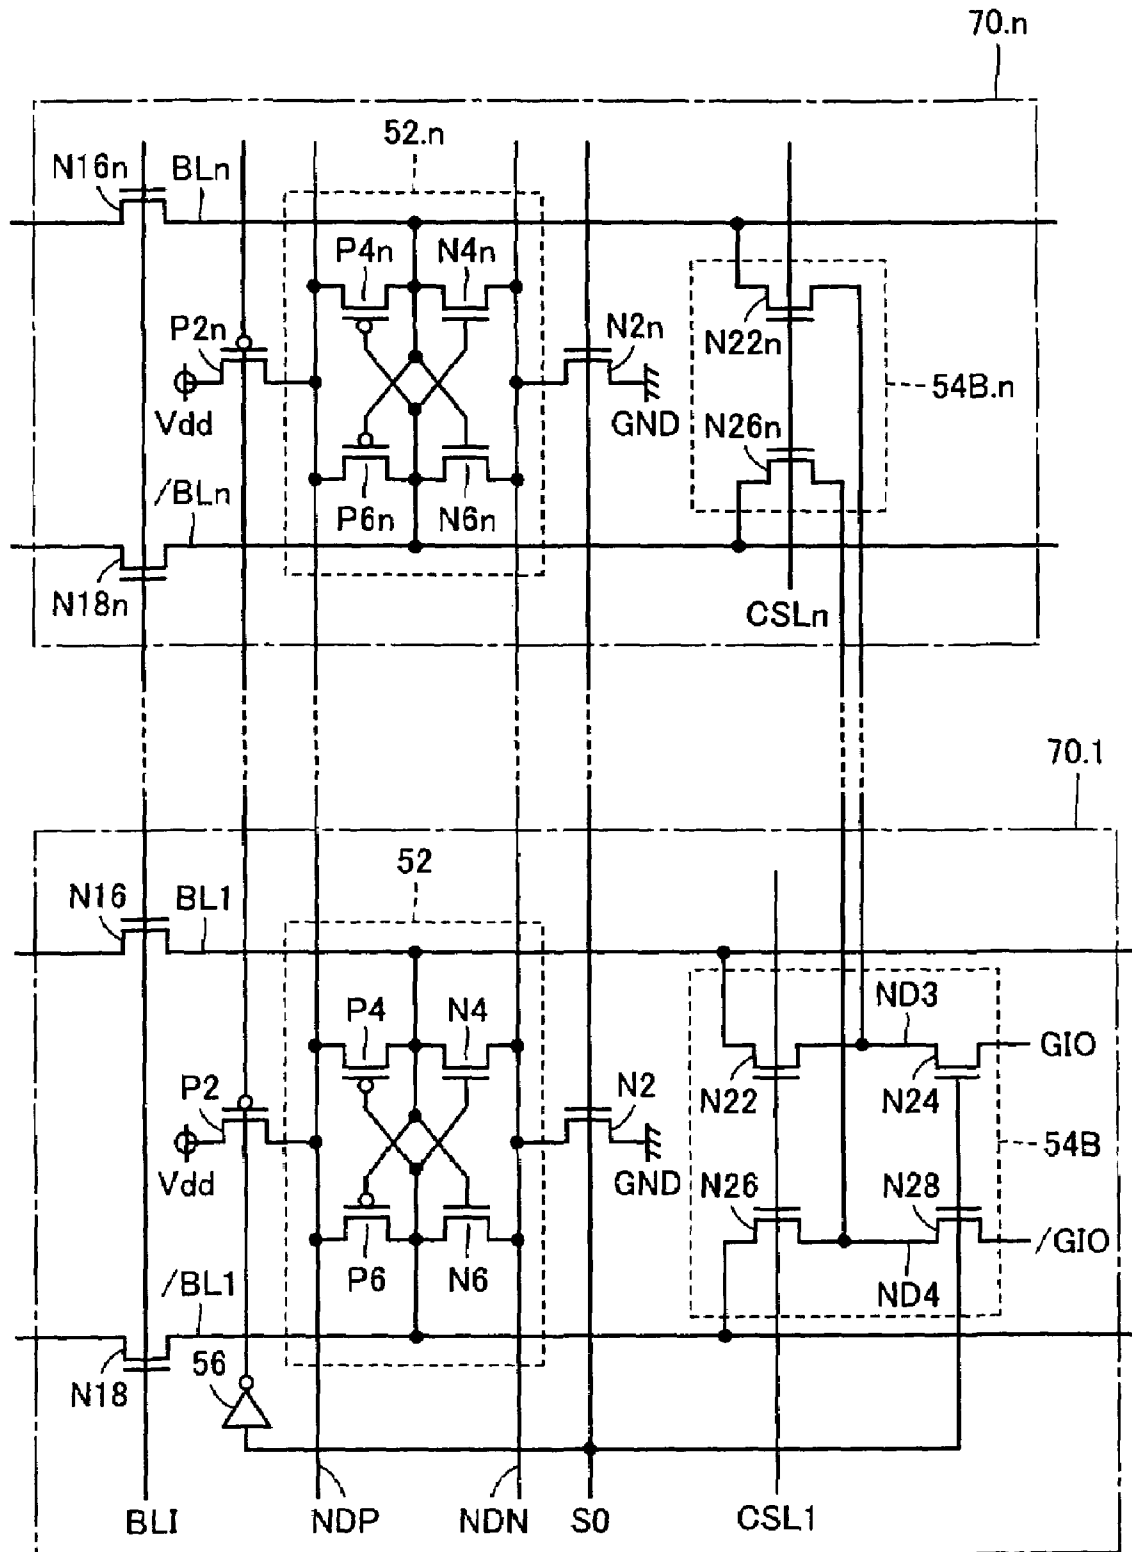 70.n
52.n
N16n
BLn
P4n
N4n
P2n
N2n
N22n
54B.n
Vdd
GND
N26n
/BLn
P6n
N6n
N18n
CSLn
70.1
52
N16
BL1
P4
N4
ND3
GIO
P2
N2
N22
N24
54B
Vdd
GND
N26
N28
/GIO
P6
N6
ND4
/BL1
56
N18
BLI
NDP
NDN
S0
CSL1